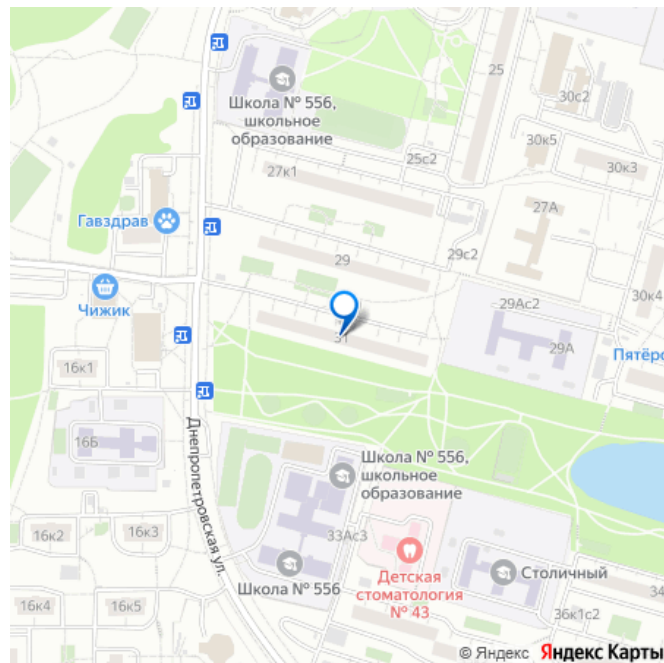 25
30с2
Школа № 556,
школьное
образование
30к5
25с2
30к3
27к1
27А
Гавздрав
29с2
29
30к4
Чижик
29Ас2
31
29А
Пятёро
16к1
Днепропетровская ул.
16Б
Школа № 556,
школьное
образование
16к2
16к3
33Ас3
Детская
стоматология
№ 43
Столичный
Школа № 556
34
16к4
16к5
36к1с2
© Яндекс Яндекс Карты